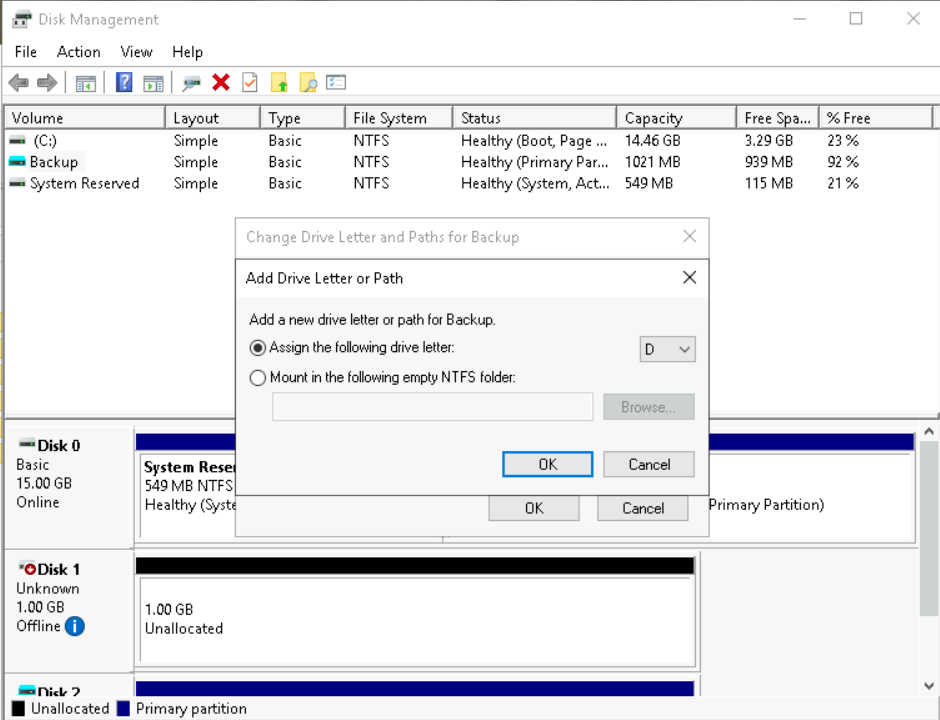 Disk Management
File Action View Help
Volume Layout Type File System Status Capacity Free Spa... % Free
(C:) Simple Basic NTFS Healthy (Boot, Page ... 14.46 GB 3.29 GB 23 %
Backup Simple Basic NTFS Healthy (Primary Par... 1021 MB 939 MB 92 %
System Reserved Simple Basic NTFS Healthy (System, Act... 549 MB 115 MB 21 %
Change Drive Letter and Paths for Backup
Add Drive Letter or Path
Add a new drive letter or path for Backup.
Assign the following drive letter: D
Mount in the following empty NTFS folder:
Browse...
OK Cancel
OK Cancel
Disk 0
Basic
15.00 GB
Online
System Reser
549 MB NTFS
Healthy (Syste
Primary Partition)
Disk 1
Unknown
1.00 GB
Offline
1.00 GB
Unallocated
Disk 2
Unallocated Primary partition